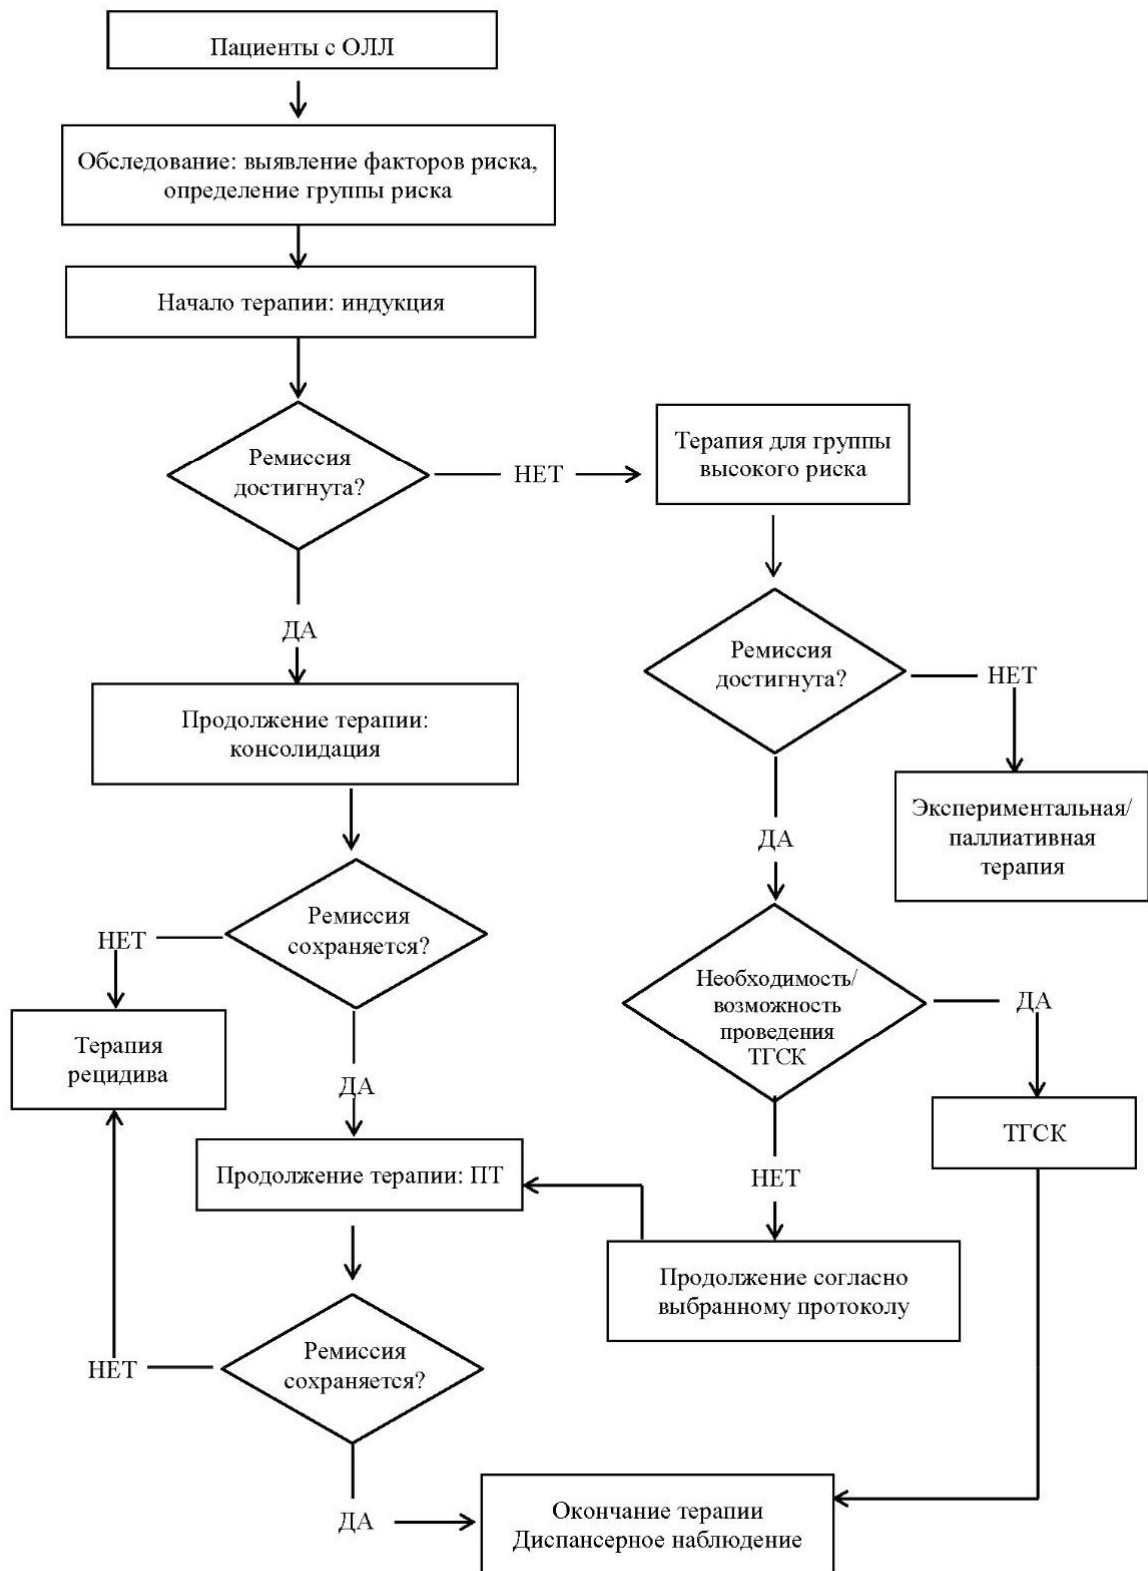 Пациенты с ОЛЛ
Обследование: выявление факторов риска,
определение группы риска
Начало терапии: индукция
Ремиссия
достигнута?
НЕТ
Терапия для группы
высокого риска
ДА
Ремиссия
достигнута?
НЕТ
Продолжение терапии:
консолидация
Экспериментальная/
паллиативная
терапия
ДА
Ремиссия
сохраняется?
НЕТ
Необходимость/
возможность
проведения
ТГСК
ДА
Терапия
рецидива
ДА
ТГСК
Продолжение терапии: ПТ
НЕТ
Продолжение согласно
выбранному протоколу
Ремиссия
сохраняется?
НЕТ
ДА
Окончание терапии
Диспансерное наблюдение